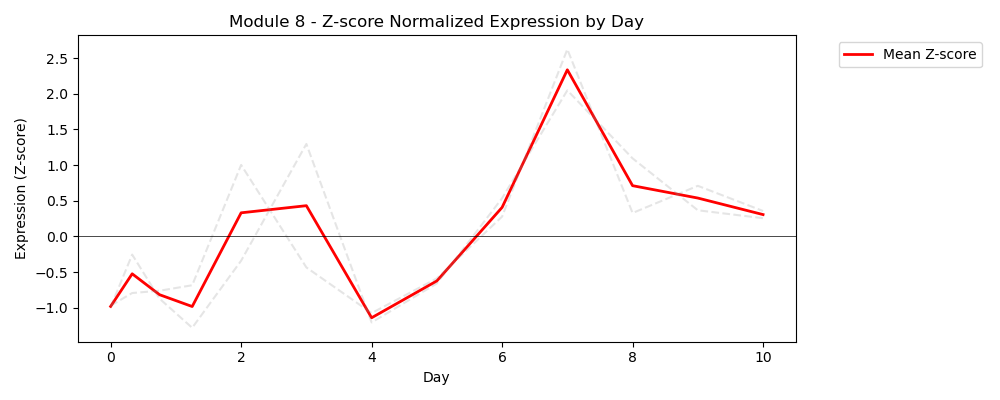 Module 8 - Z-score Normalized Expression by Day
Mean Z-score
Expression (Z-score)
2.5
2.0
1.5
1.0
0.5
0.0
−0.5
−1.0
0 2 4 6 8 10
Day